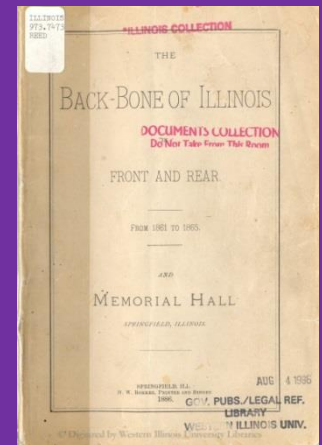 ILLINOIS
973.7473
REED
*ILLINOIS COLLECTION
THE
BACK-BONE OF ILLINOIS
DOCUMENTS COLLECTION
Do Not Take From This Room
FRONT AND REAR.
FROM 1861 TO 1865.
AND
MEMORIAL HALL
SPRINGFIELD, ILLINOIS.
SPRINGFIELD, ILL.
H. W. ROKKER, PRINTER AND BINDER
1886.
AUG 4 1995
GOV. PUBS./LEGAL REF.
LIBRARY
ILLINOIS UNIV.
© Digitized by Western Illinois University Libraries